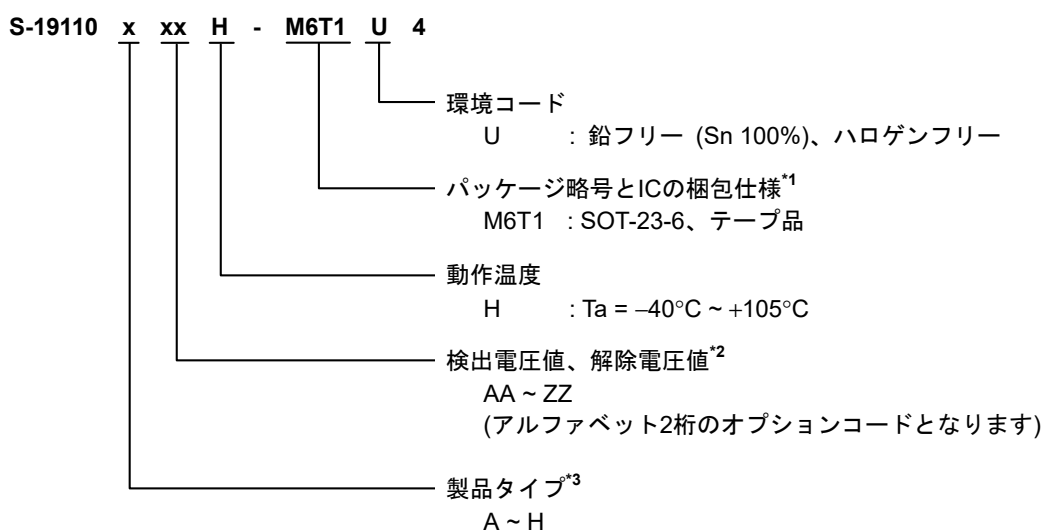 S-19110 x xx H - M6T1 U 4
環境コード
U : 鉛フリー (Sn 100%)、ハロゲンフリー
パッケージ略号とICの梱包仕様*1
M6T1 : SOT-23-6、テープ品
動作温度
H : Ta = −40°C ~ +105°C
検出電圧値、解除電圧値*2
AA ~ ZZ
(アルファベット2桁のオプションコードとなります)
製品タイプ*3
A ~ H